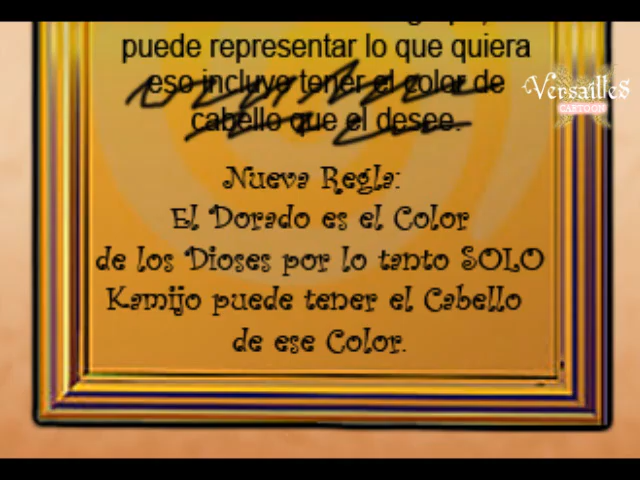 puede representar lo que quiera
eso incluye tener el color de
cabello que el desee.
Versailles
CARTOON
Nueva Regla:
El Dorado es el Color
de los Dioses por lo tanto SOLO
Kamijo puede tener el Cabello
de ese Color.